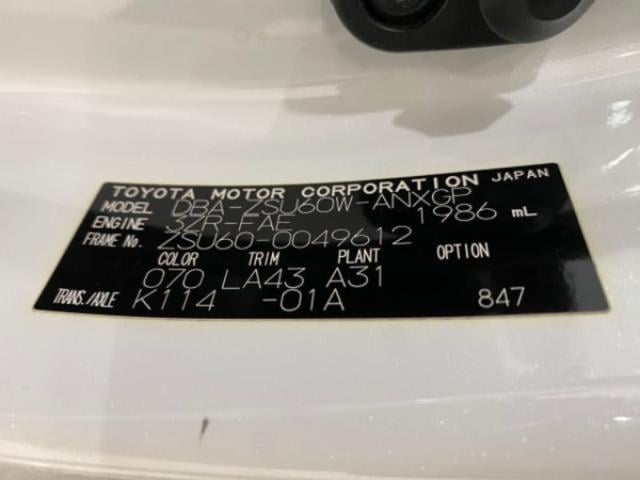 TOYOTA MOTOR CORPORATION JAPAN
MODEL DBA-ZSU60W-ANXGP
ENGINE 3ZR-FAE 1986 mL
FRAME No. ZSU60-0049612
COLOR TRIM PLANT OPTION
070 LA43 A31
TRANS./AXLE K114 -01A 847